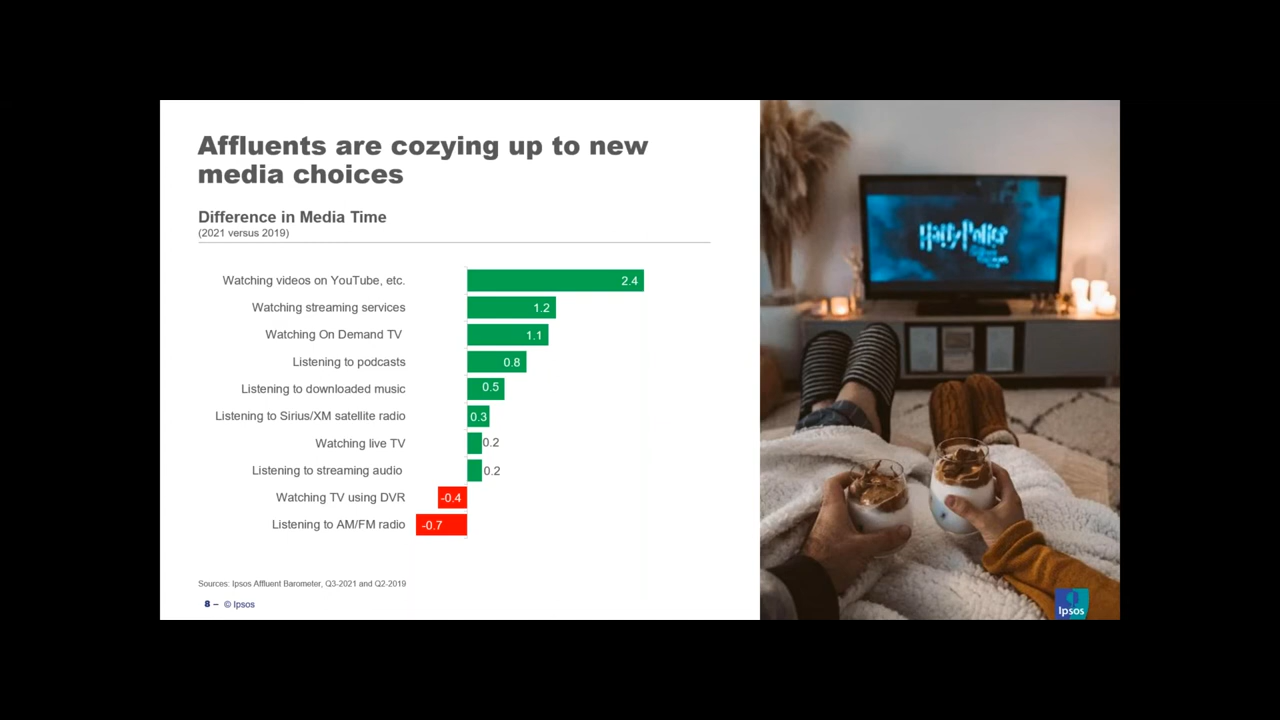 Affluents are cozying up to new
media choices
Difference in Media Time
(2021 versus 2019)
Watching videos on YouTube, etc. 2.4
Watching streaming services 1.2
Watching On Demand TV 1.1
Listening to podcasts 0.8
Listening to downloaded music 0.5
Listening to Sirius/XM satellite radio 0.3
Watching live TV 0.2
Listening to streaming audio 0.2
Watching TV using DVR -0.4
Listening to AM/FM radio -0.7
Sources: Ipsos Affluent Barometer, Q3-2021 and Q2-2019
8 – © Ipsos
Harry Potter
Ipsos